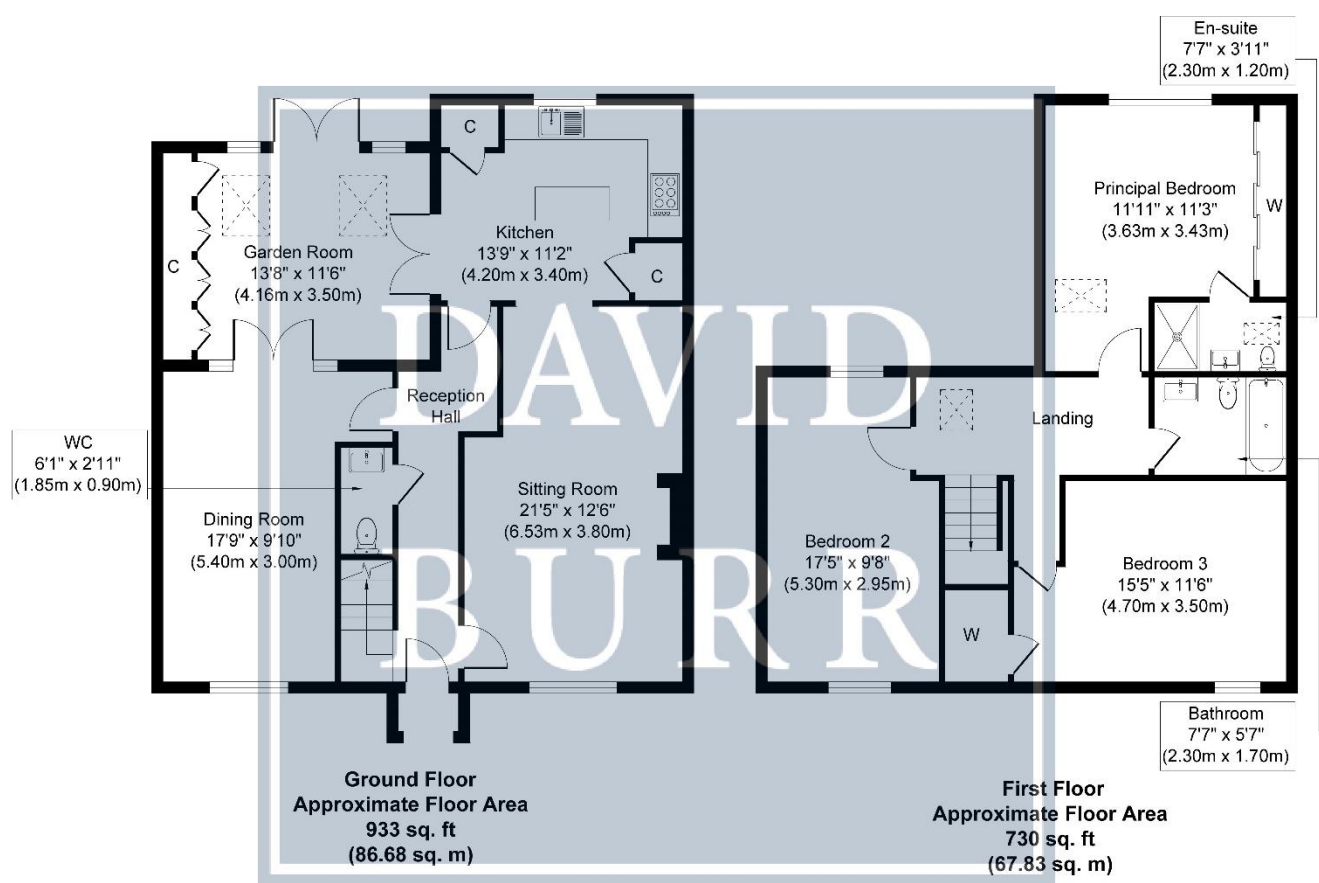 En-suite
7'7" x 3'11"
(2.30m x 1.20m)
C
Principal Bedroom
11'11" x 11'3"
(3.63m x 3.43m)
W
Kitchen
13'9" x 11'2"
(4.20m x 3.40m)
Garden Room
13'8" x 11'6"
(4.16m x 3.50m)
C
C
DAVID
BURR
Reception
Hall
Landing
WC
6'1" x 2'11"
(1.85m x 0.90m)
Sitting Room
21'5" x 12'6"
(6.53m x 3.80m)
Dining Room
17'9" x 9'10"
(5.40m x 3.00m)
Bedroom 2
17'5" x 9'8"
(5.30m x 2.95m)
Bedroom 3
15'5" x 11'6"
(4.70m x 3.50m)
W
Bathroom
7'7" x 5'7"
(2.30m x 1.70m)
Ground Floor
Approximate Floor Area
933 sq. ft
(86.68 sq. m)
First Floor
Approximate Floor Area
730 sq. ft
(67.83 sq. m)